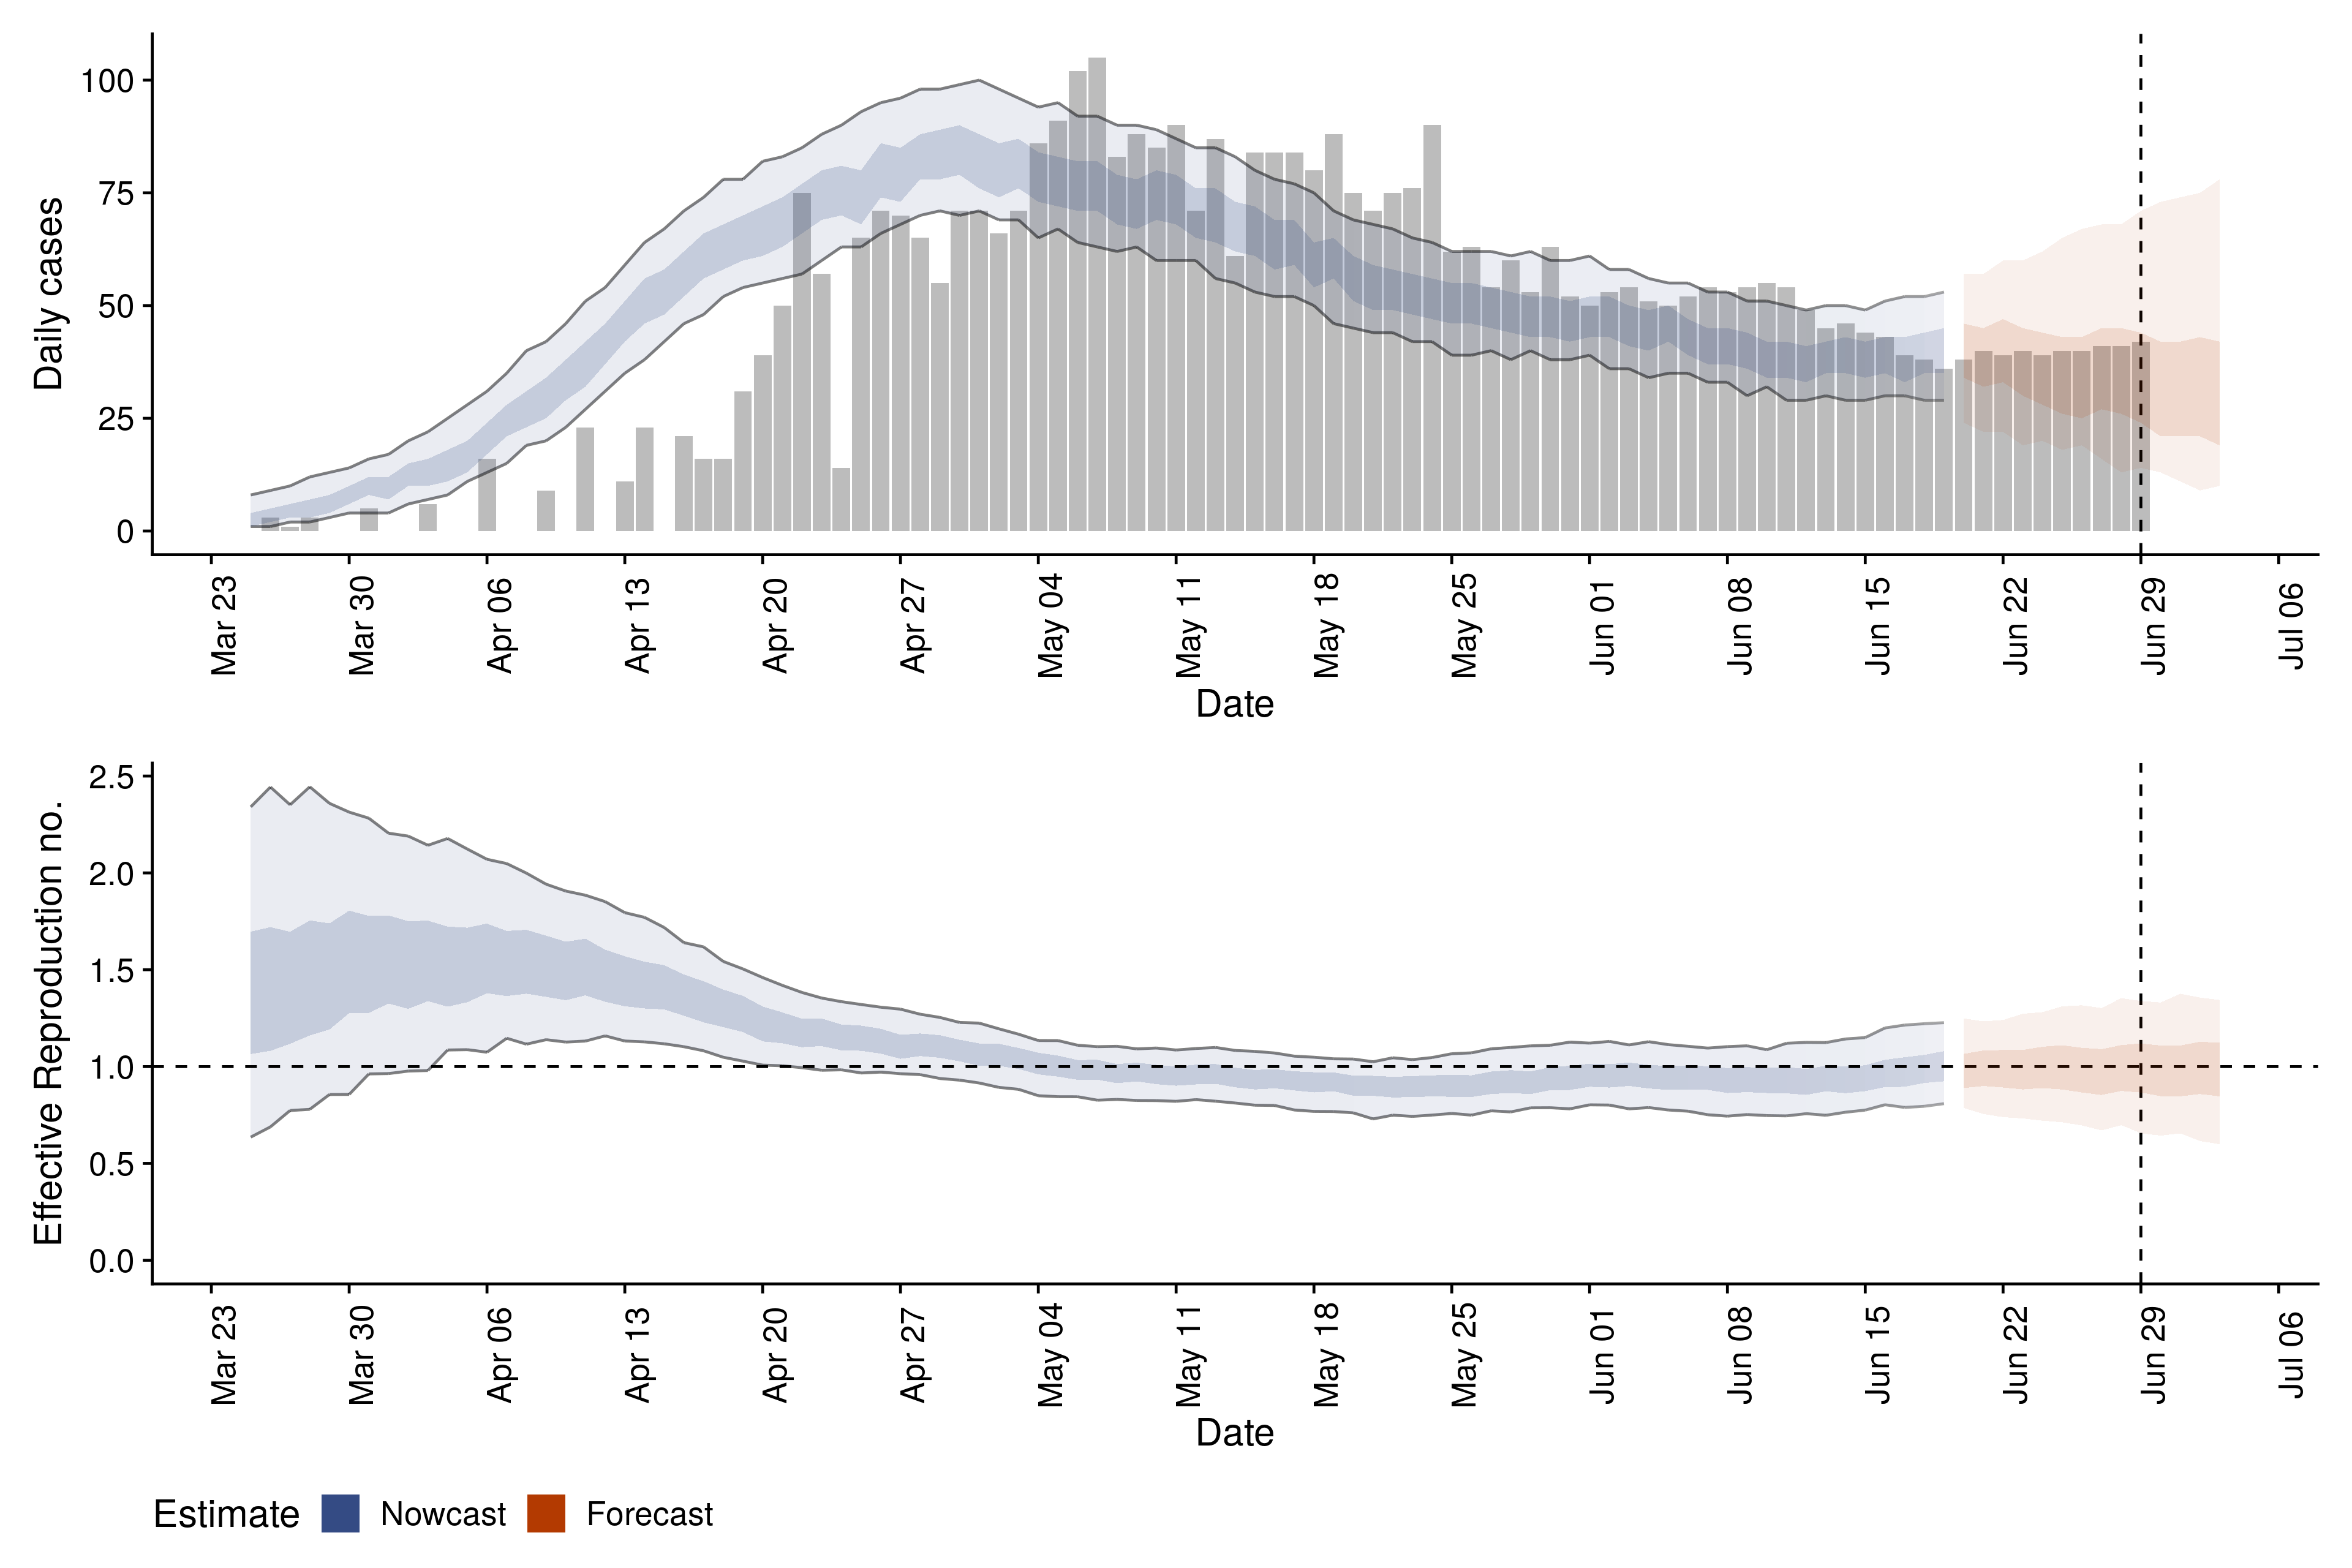 Daily cases
100
75
50
25
0
Mar 23
Mar 30
Apr 06
Apr 13
Apr 20
Apr 27
May 04
May 11
May 18
May 25
Jun 01
Jun 08
Jun 15
Jun 22
Jun 29
Jul 06
Date
Effective Reproduction no.
2.5
2.0
1.5
1.0
0.5
0.0
Mar 23
Mar 30
Apr 06
Apr 13
Apr 20
Apr 27
May 04
May 11
May 18
May 25
Jun 01
Jun 08
Jun 15
Jun 22
Jun 29
Jul 06
Date
Estimate Nowcast Forecast